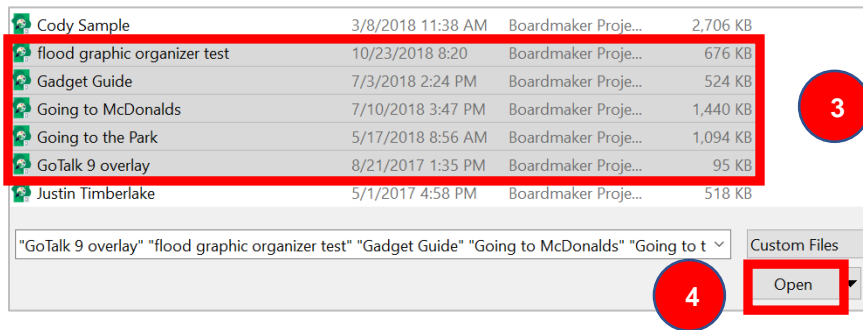 Cody Sample 3/8/2018 11:38 AM Boardmaker Proje... 2,706 KB
flood graphic organizer test 10/23/2018 8:20 Boardmaker Proje... 676 KB
Gadget Guide 7/3/2018 2:24 PM Boardmaker Proje... 524 KB
Going to McDonalds 7/10/2018 3:47 PM Boardmaker Proje... 1,440 KB
Going to the Park 5/17/2018 8:56 AM Boardmaker Proje... 1,094 KB
GoTalk 9 overlay 8/21/2017 1:35 PM Boardmaker Proje... 95 KB
Justin Timberlake 5/1/2017 4:58 PM Boardmaker Proje... 518 KB
3
"GoTalk 9 overlay" "flood graphic organizer test" "Gadget Guide" "Going to McDonalds" "Going to t Custom Files
4 Open